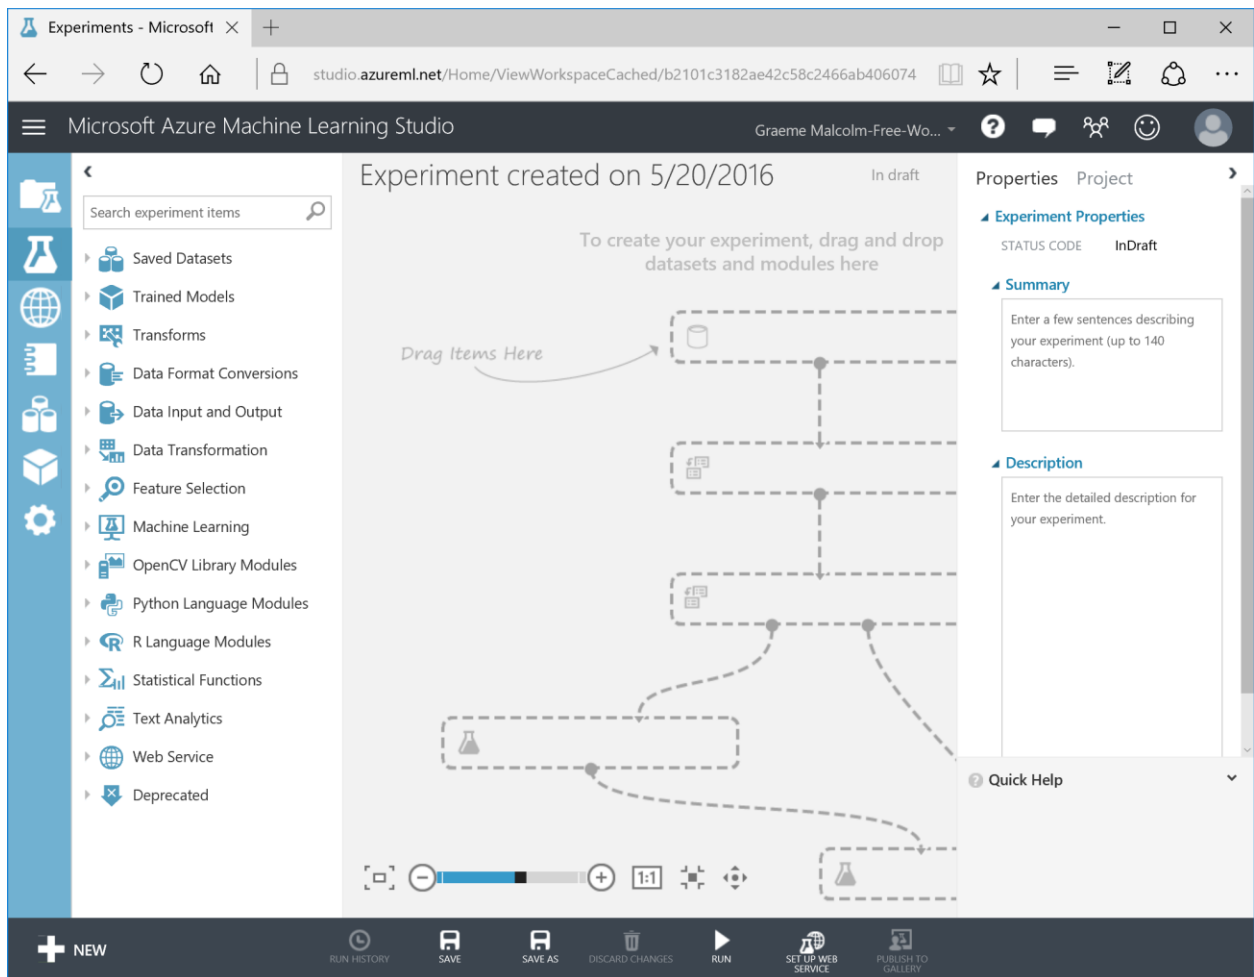 Experiments - Microsoft
studio.azureml.net/Home/ViewWorkspaceCached/b2101c3182ae42c58c2466ab406074
Microsoft Azure Machine Learning Studio
Graeme Malcolm-Free-Wo...
Search experiment items
Saved Datasets
Trained Models
Transforms
Data Format Conversions
Data Input and Output
Data Transformation
Feature Selection
Machine Learning
OpenCV Library Modules
Python Language Modules
R Language Modules
Statistical Functions
Text Analytics
Web Service
Deprecated
Experiment created on 5/20/2016
In draft
To create your experiment, drag and drop
datasets and modules here
Drag Items Here
1:1
Properties Project
Experiment Properties
STATUS CODE InDraft
Summary
Enter a few sentences describing
your experiment (up to 140
characters).
Description
Enter the detailed description for
your experiment.
Quick Help
NEW
RUN HISTORY
SAVE
SAVE AS
DISCARD CHANGES
RUN
SET UP WEB
SERVICE
PUBLISH TO
GALLERY